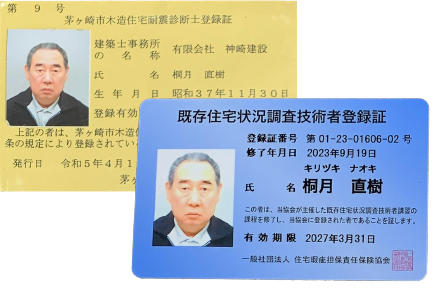 第　9　号
茅ヶ崎市木造住宅耐震診断士登録証
建築士事務所の名称　有限会社　神崎建設
氏名　桐月　直樹
生年月日　昭和37年11月30日
登録有効
上記の者は、茅ヶ崎市木造住
条の規定により登録されてい
発行日　令和5年4月1
茅ヶ
既存住宅状況調査技術者登録証
登録証番号　第 01-23-01606-02 号
修了年月日　2023年9月19日
キリヅキ　ナオキ
氏名　桐月　直樹
この者は、当協会が主催した既存住宅状況調査技術者講習の
課程を修了し、当協会に登録された者であることを証します。
有効期限　2027年3月31日
一般社団法人　住宅瑕疵担保責任保険協会